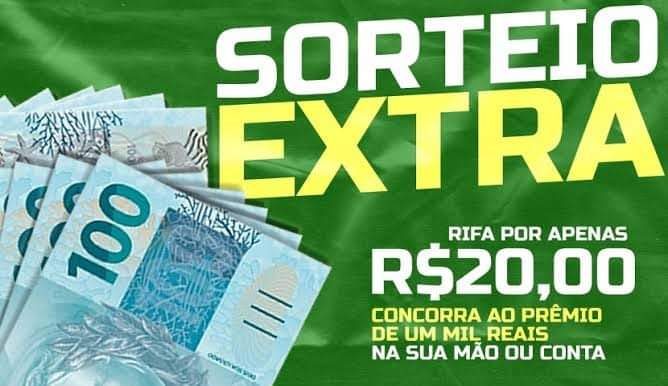 SORTEIO
EXTRA
RIFA POR APENAS
R$20,00
CONCORRA AO PRÊMIO
DE UM MIL REAIS
NA SUA MÃO OU CONTA
100